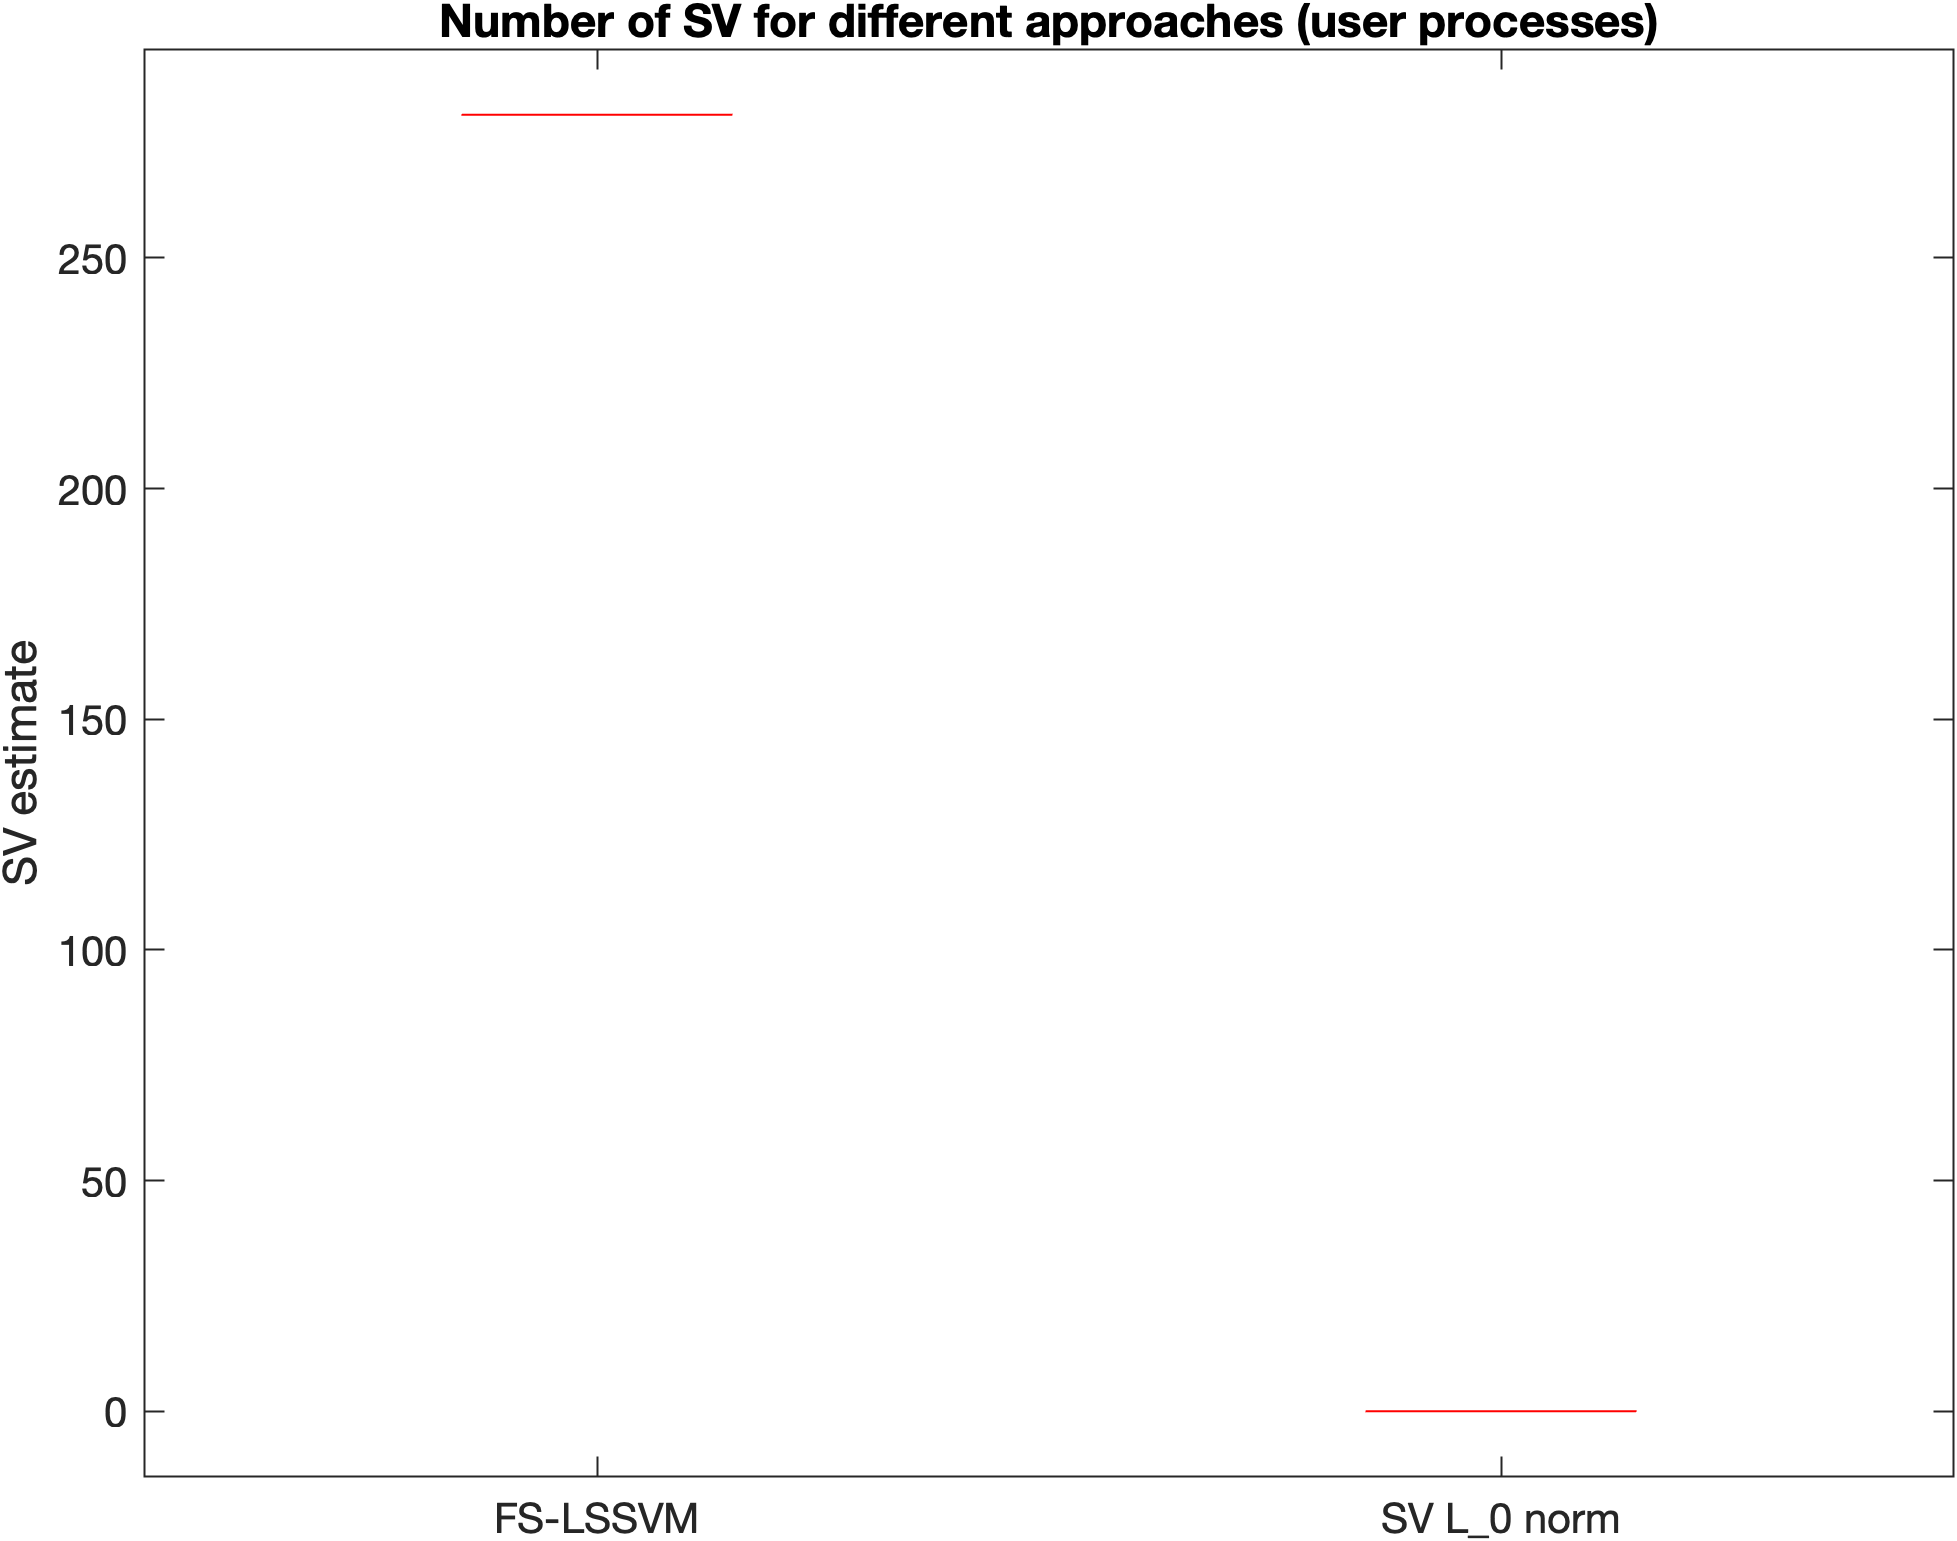 Number of SV for different approaches (user processes)
SV estimate
250
200
150
100
50
0
FS-LSSVM
SV L_0 norm